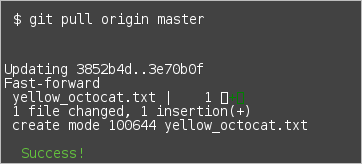 $ git pull origin master
Updating 3852b4d..3e70b0f
Fast-forward
yellow_octocat.txt | 1 ▯+▯
1 file changed, 1 insertion(+)
create mode 100644 yellow_octocat.txt
Success!